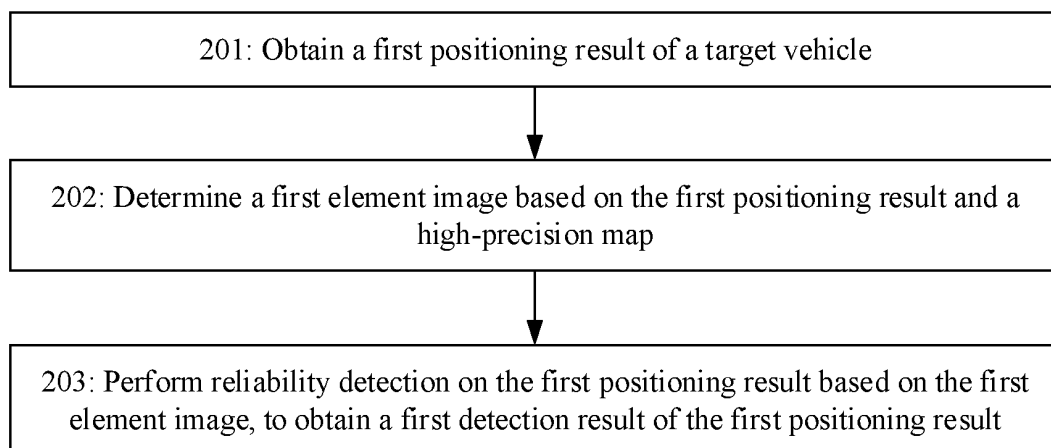 201: Obtain a first positioning result of a target vehicle
202: Determine a first element image based on the first positioning result and a
high-precision map
203: Perform reliability detection on the first positioning result based on the first
element image, to obtain a first detection result of the first positioning result